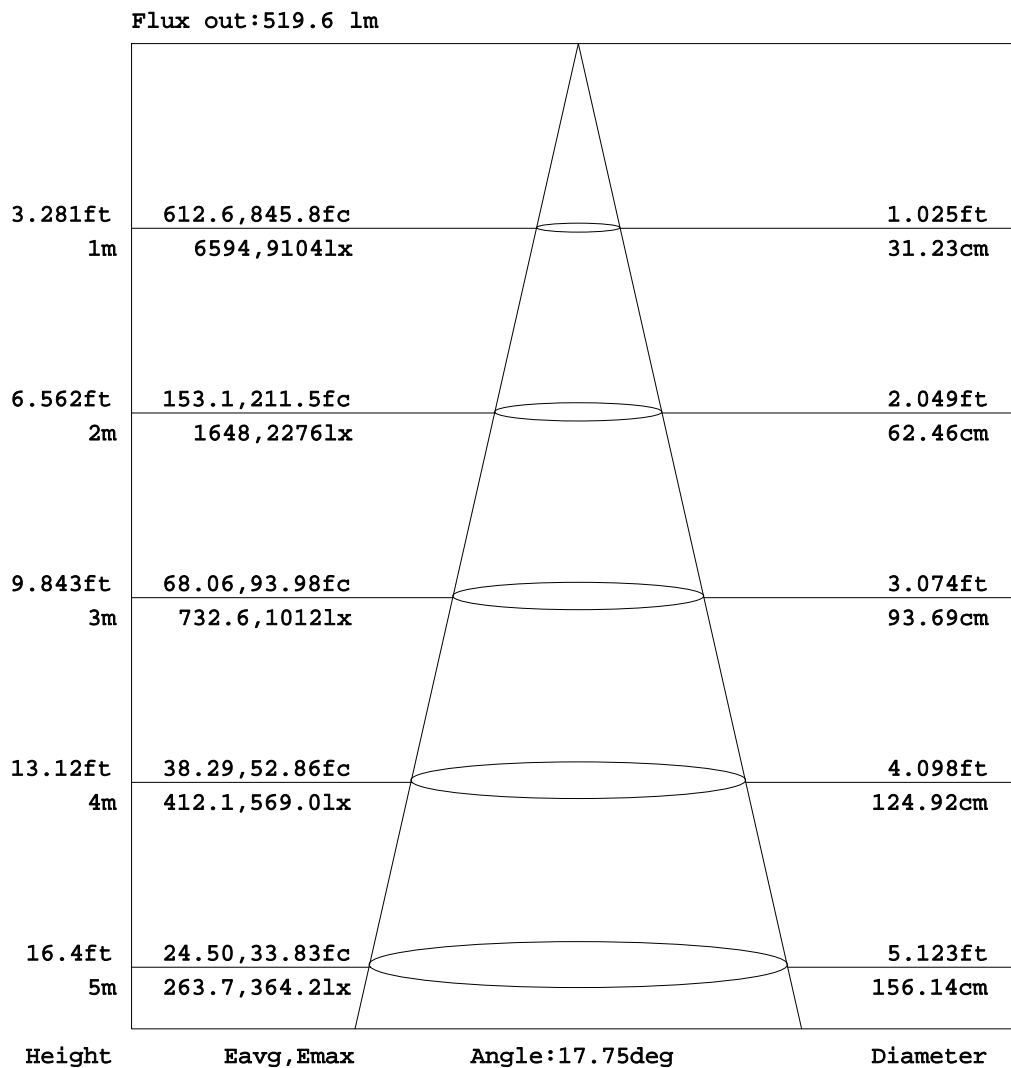 Flux out:519.6 lm
3.281ft 612.6,845.8fc 1.025ft
1m 6594,9104lx 31.23cm
6.562ft 153.1,211.5fc 2.049ft
2m 1648,2276lx 62.46cm
9.843ft 68.06,93.98fc 3.074ft
3m 732.6,1012lx 93.69cm
13.12ft 38.29,52.86fc 4.098ft
4m 412.1,569.0lx 124.92cm
16.4ft 24.50,33.83fc 5.123ft
5m 263.7,364.2lx 156.14cm
Height Eavg,Emax Angle:17.75deg Diameter